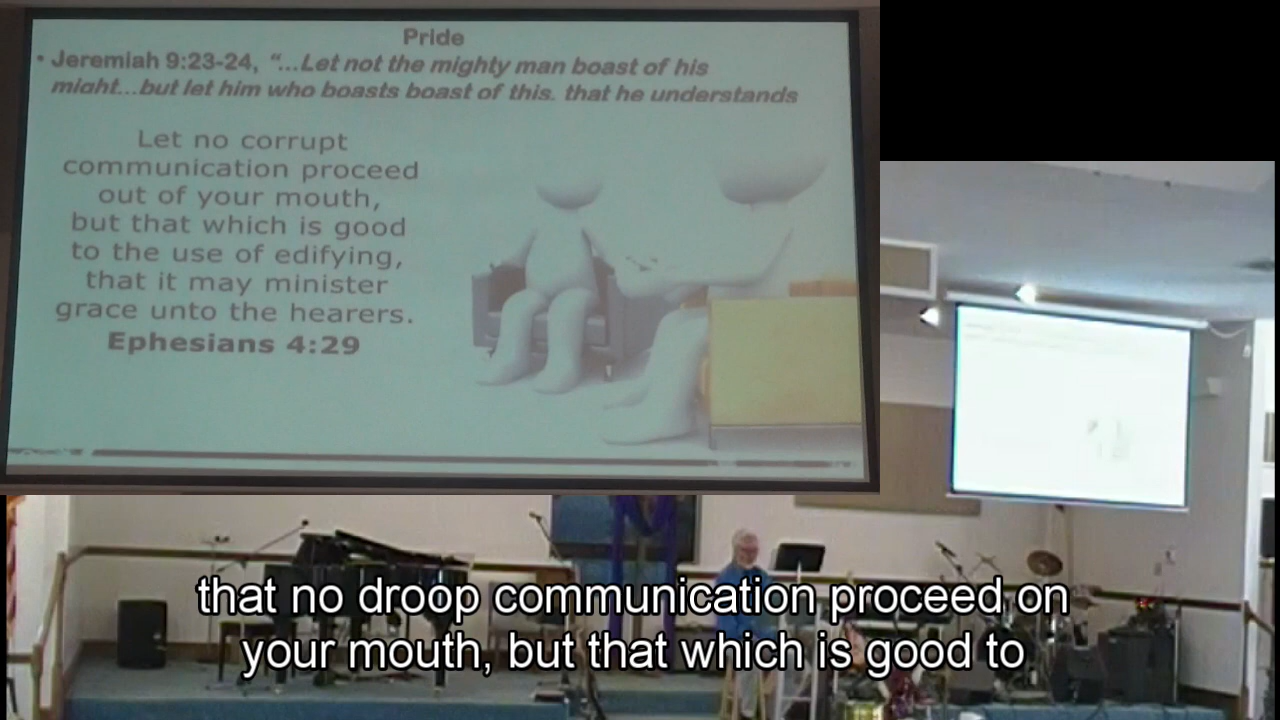 Pride
• Jeremiah 9:23-24, “...Let not the mighty man boast of his
might...but let him who boasts boast of this, that he understands
Let no corrupt
communication proceed
out of your mouth,
but that which is good
to the use of edifying,
that it may minister
grace unto the hearers.
Ephesians 4:29
that no droop communication proceed on
your mouth, but that which is good to